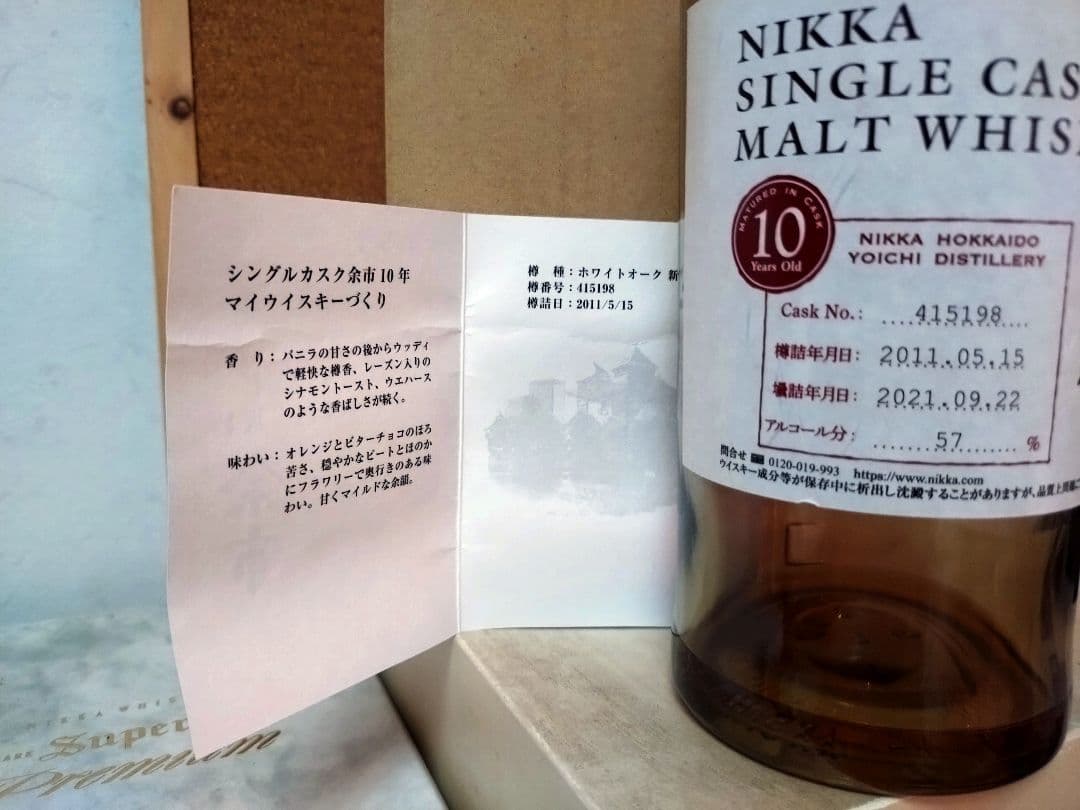 シングルカスク余市10年
マイウイスキーづくり
香 り：バニラの甘さの後からウッディ
で軽快な樽香、レーズン入りの
シナモントースト、ウエハース
のような香ばしさが続く。
味わい：オレンジとビターチョコのほろ
苦さ、穏やかなピートとほのか
にフラワリーで奥行きのある味
わい。甘くマイルドな余韻。
樽 種：ホワイトオーク 新
樽番号：415198
樽詰日：2011/5/15
NIKKA
SINGLE CAS
MALT WHIS
MATURED IN CASK
10
Years Old
NIKKA HOKKAIDO
YOICHI DISTILLERY
Cask No.: 415198
樽詰年月日: 2011.05.15
壜詰年月日: 2021.09.22
アルコール分: 57 %
問合せ 0120-019-993 https://www.nikka.com
ウイスキー成分等が保存中に析出し沈澱することがありますが、品質上問題
NIKKA WHIS
RARE Super
Premium